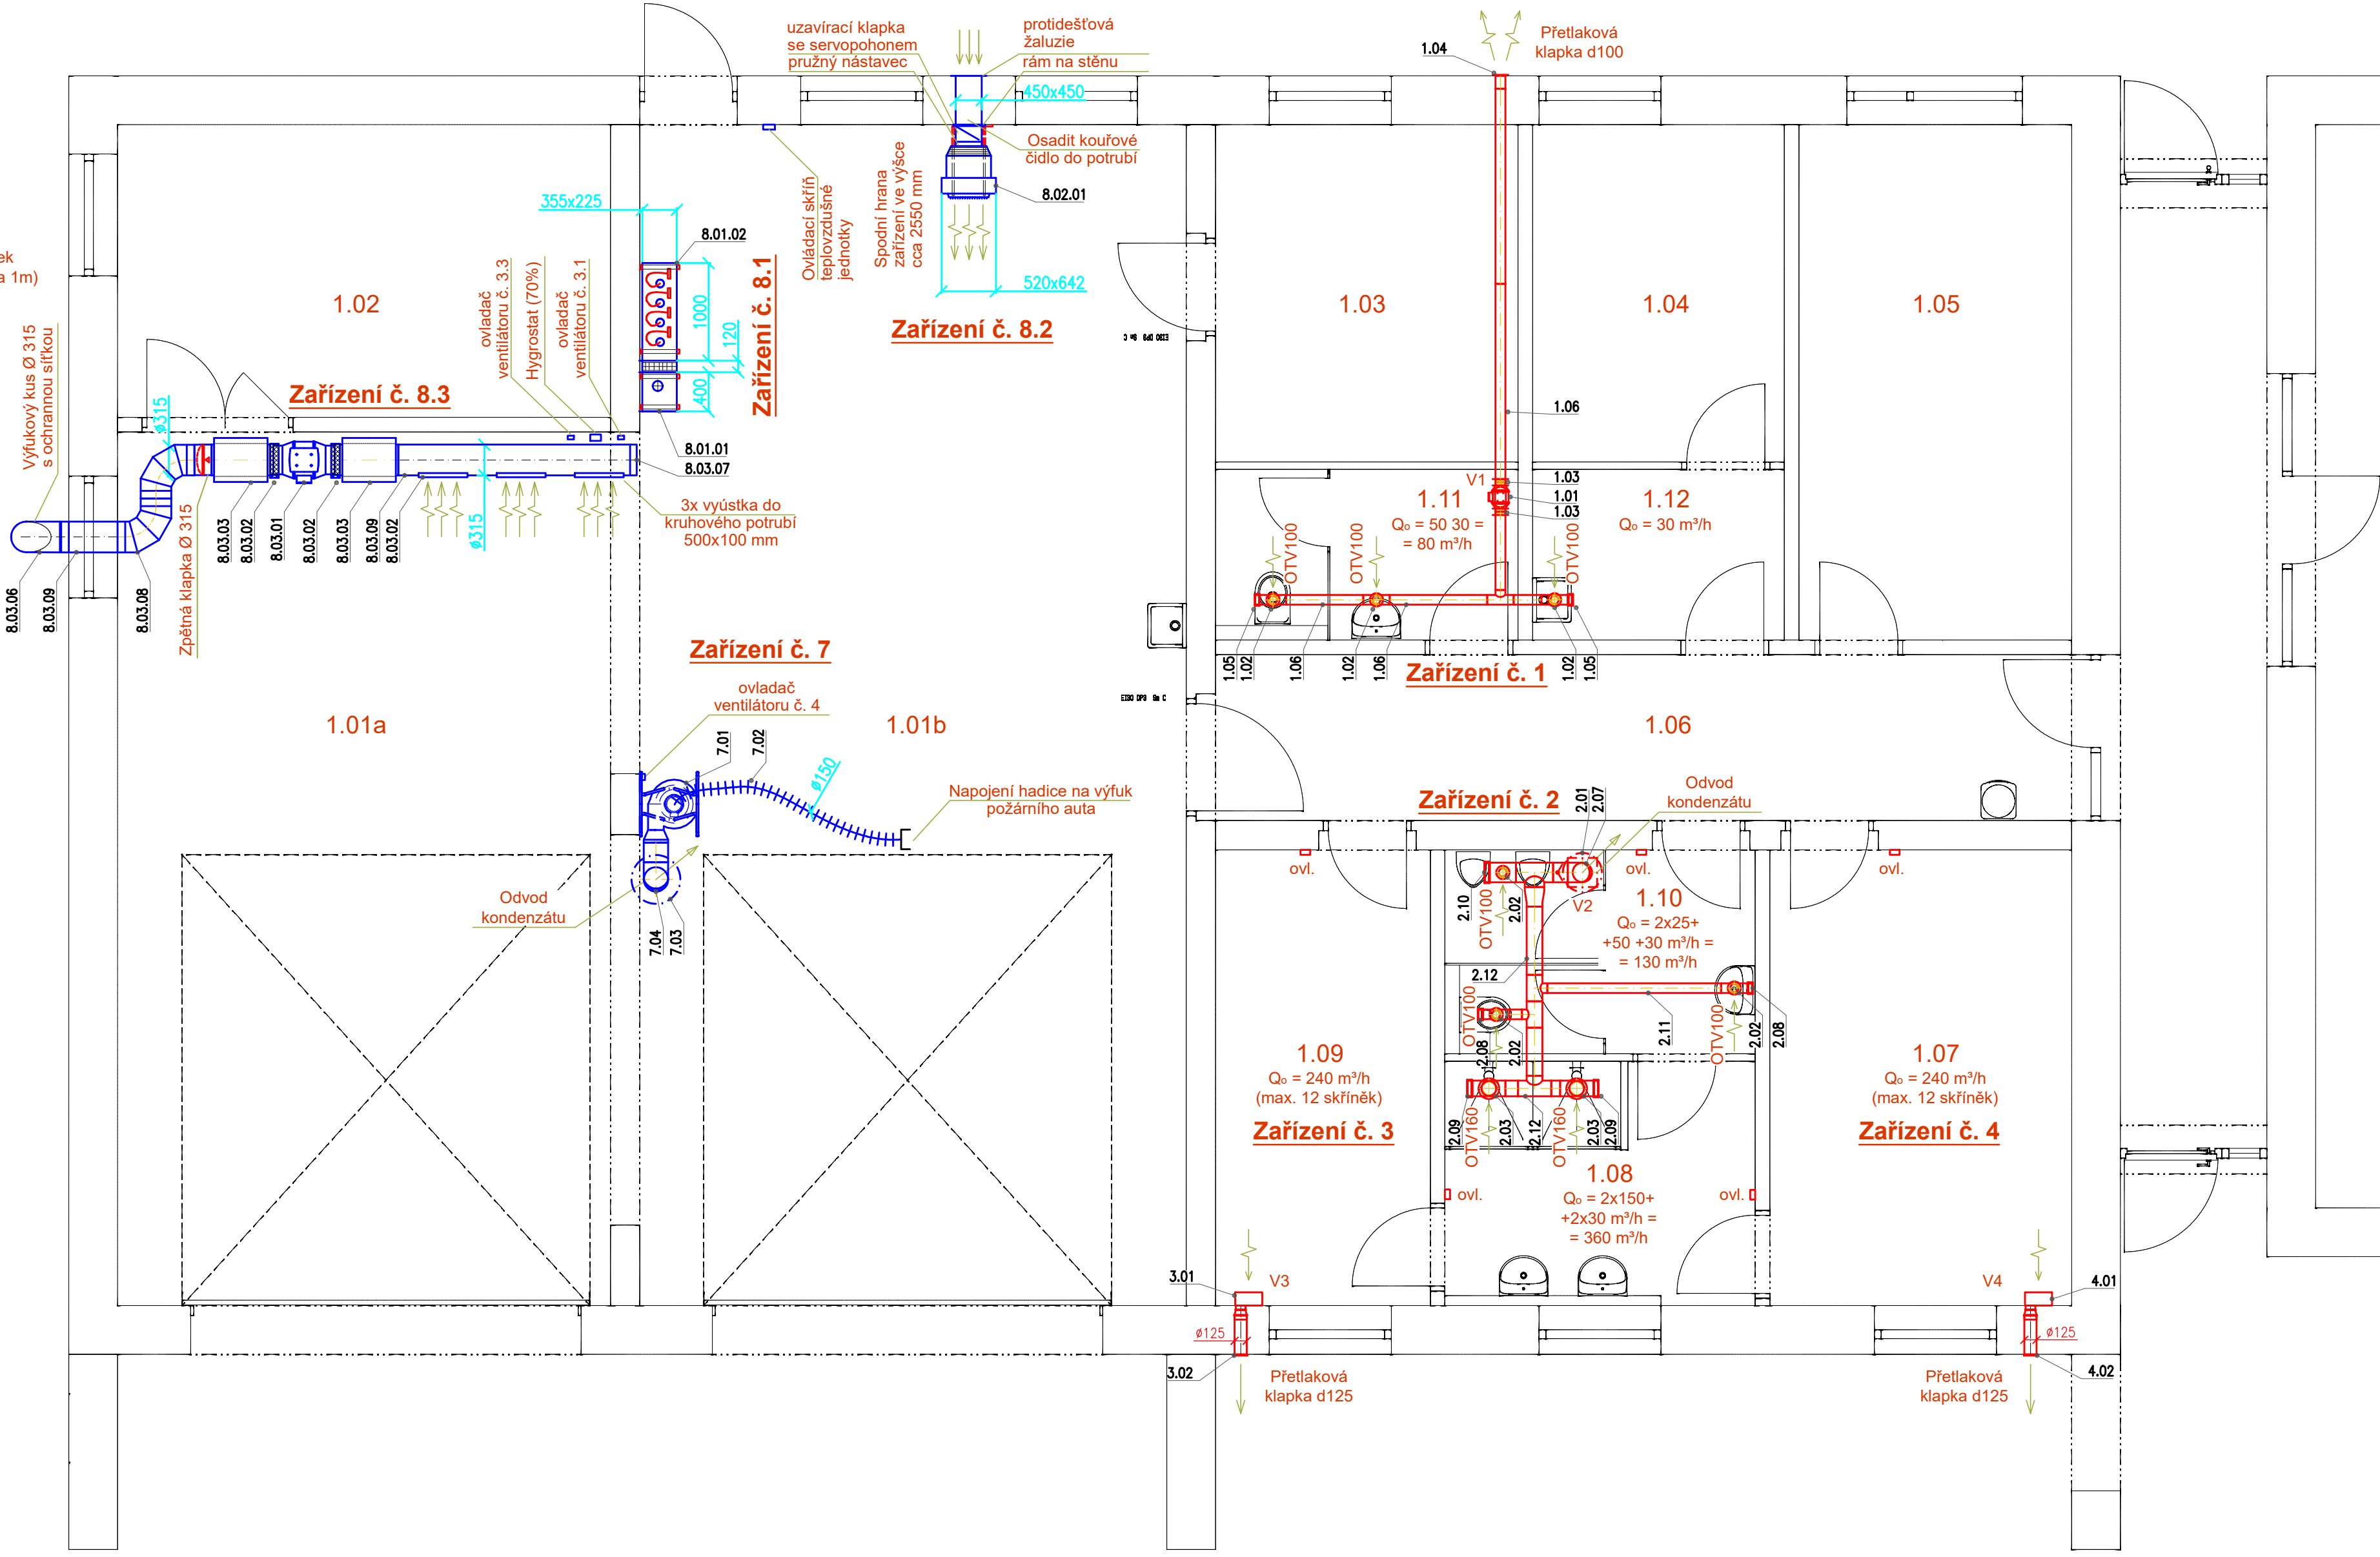 uzavírací klapka
se servopohonem
pružný nástavec
protidešťová
žaluzie
rám na stěnu
450x450
Osadit kouřové
čidlo do potrubí
1.04
Přetlaková
klapka d100
355x225
8.01.02
8.02.01
520x642
Ovládací skříň
teplovzdušné
jednotky
Spodní hrana
zařízení ve výšce
cca 2550 mm
Zařízení č. 8.1
Zařízení č. 8.2
1000
120
400
8.01.01
8.03.07
ek
a 1m)
Výfukový kus Ø 315
s ochrannou síťkou
1.02
ovladač
ventilátoru č. 3.3
Hygrostat (70%)
ovladač
ventilátoru č. 3.1
Zařízení č. 8.3
ø315
ø315
3x vyústka do
kruhového potrubí
500x100 mm
8.03.06
8.03.09
8.03.08
Zpětná klapka Ø 315
8.03.03
8.03.02
8.03.01
8.03.02
8.03.03
8.03.09
8.03.02
1.03
1.04
1.05
EI30 DP3 Sm C
1.06
V1
1.03
1.01
1.03
1.11
Qₒ = 50 30 =
= 80 m³/h
1.12
Qₒ = 30 m³/h
OTV100
OTV100
OTV100
1.05
1.02
1.06
1.02
1.06
1.02
1.05
Zařízení č. 1
Zařízení č. 7
ovladač
ventilátoru č. 4
1.01a
1.01b
EI30 DP3 Sm C
1.06
7.01
7.02
ø150
Napojení hadice na výfuk
požárního auta
Odvod
kondenzátu
7.04
7.03
Zařízení č. 2
2.01
2.07
Odvod
kondenzátu
ovl.
ovl.
ovl.
2.10
OTV100
2.02
V2
1.10
Qₒ = 2x25+
+50 +30 m³/h =
= 130 m³/h
2.12
OTV100
2.08
2.02
2.11
OTV100
2.02
2.08
1.09
Qₒ = 240 m³/h
(max. 12 skříněk)
Zařízení č. 3
1.07
Qₒ = 240 m³/h
(max. 12 skříněk)
Zařízení č. 4
2.09
OTV160
2.03
2.12
OTV160
2.03
2.09
1.08
Qₒ = 2x150+
+2x30 m³/h =
= 360 m³/h
ovl.
ovl.
3.01
V3
V4
4.01
ø125
ø125
3.02
Přetlaková
klapka d125
Přetlaková
klapka d125
4.02